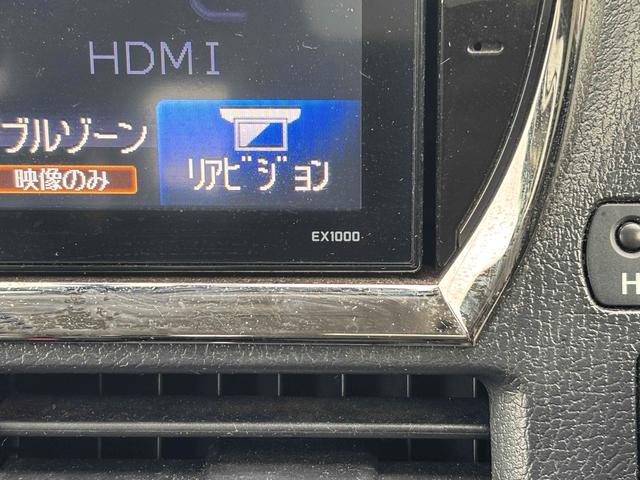 HDMI
ブルゾーン
映像のみ
リアビジョン
EX1000
H